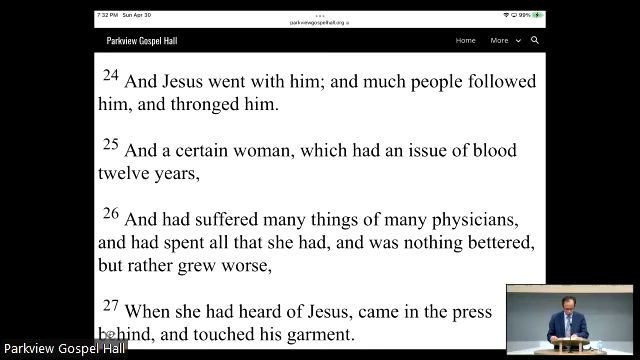 7:32 PM Sun Apr 30
99%
parkviewgospelhall.org
Parkview Gospel Hall
Home More
24 And Jesus went with him; and much people followed
him, and thronged him.
25 And a certain woman, which had an issue of blood
twelve years,
26 And had suffered many things of many physicians,
and had spent all that she had, and was nothing bettered,
but rather grew worse,
27 When she had heard of Jesus, came in the press
behind, and touched his garment.
Parkview Gospel Hall